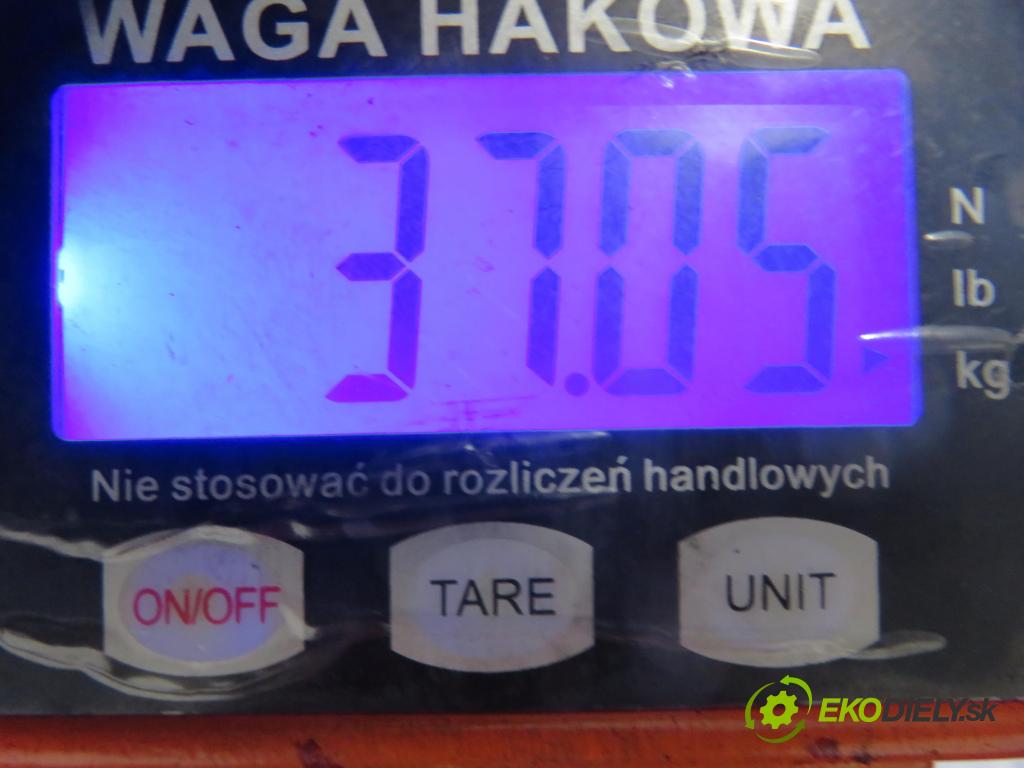 WAGA HAKOWA
37.05
N
lb
kg
Nie stosować do rozliczeń handlowych
ON/OFF TARE UNIT
EKODIELY.sk